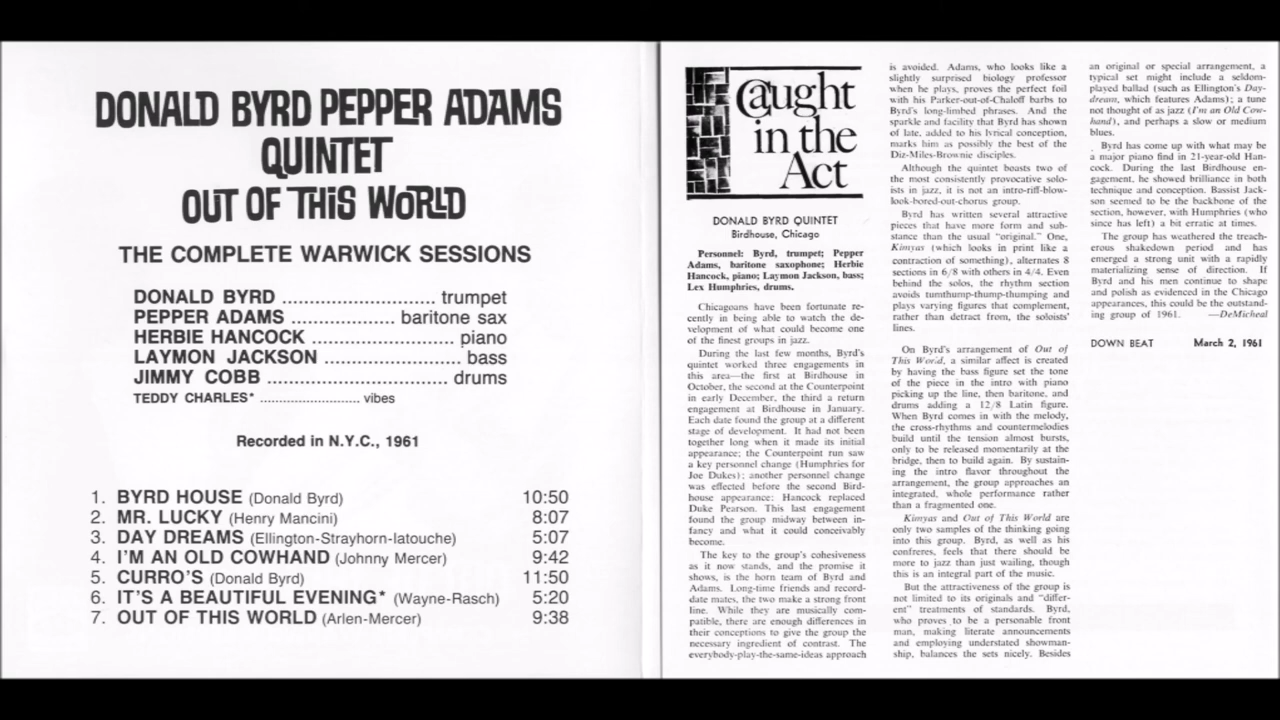 DONALD BYRD PEPPER ADAMS
QUINTET
OUT OF THIS WORLD
THE COMPLETE WARWICK SESSIONS
DONALD BYRD ................................ trumpet
PEPPER ADAMS .................... baritone sax
HERBIE HANCOCK ........................... piano
LAYMON JACKSON .......................... bass
JIMMY COBB ................................... drums
TEDDY CHARLES* .......................... vibes
Recorded in N.Y.C., 1961
1. BYRD HOUSE (Donald Byrd) 10:50
2. MR. LUCKY (Henry Mancini) 8:07
3. DAY DREAMS (Ellington-Strayhorn-latouche) 5:07
4. I'M AN OLD COWHAND (Johnny Mercer) 9:42
5. CURRO'S (Donald Byrd) 11:50
6. IT'S A BEAUTIFUL EVENING* (Wayne-Rasch) 5:20
7. OUT OF THIS WORLD (Arlen-Mercer) 9:38
Caught
in the
Act
DONALD BYRD QUINTET
Birdhouse, Chicago
Personnel: Byrd, trumpet; Pepper
Adams, baritone saxophone; Herbie
Hancock, piano; Laymon Jackson, bass;
Lex Humphries, drums.
Chicagoans have been fortunate re-
cently in being able to watch the de-
velopment of what could become one
of the finest groups in jazz.
During the last few months, Byrd's
quintet worked three engagements in
this area—the first at Birdhouse in
October, the second at the Counterpoint
in early December, the third a return
engagement at Birdhouse in January.
Each date found the group at a different
stage of development. It had not been
together long when it made its initial
appearance; the Counterpoint run saw
a key personnel change (Humphries for
Joe Dukes); another personnel change
was effected before the second Bird-
house appearance: Hancock replaced
Duke Pearson. This last engagement
found the group midway between in-
fancy and what it could conceivably
become.
The key to the group's cohesiveness
as it now stands, and the promise it
shows, is the horn team of Byrd and
Adams. Long-time friends and record-
date mates, the two make a strong front
line. While they are musically com-
patible, there are enough differences in
their conceptions to give the group the
necessary ingredient of contrast. The
everybody-play-the-same-ideas approach
is avoided. Adams, who looks like a
slightly surprised biology professor
when he plays, proves the perfect foil
with his Parker-out-of-Chaloff barbs to
Byrd's long-limbed phrases. And the
sparkle and facility that Byrd has shown
of late, added to his lyrical conception,
marks him as possibly the best of the
Diz-Miles-Brownie disciples.
Although the quintet boasts two of
the most consistently provocative solo-
ists in jazz, it is not an intro-riff-blow-
look-bored-out-chorus group.
Byrd has written several attractive
pieces that have more form and sub-
stance than the usual "original." One,
Kimyas (which looks in print like a
contraction of something), alternates 8
sections in 6/8 with others in 4/4. Even
behind the solos, the rhythm section
avoids tumthump-thump-thumping and
plays varying figures that complement,
rather than detract from, the soloists'
lines.
On Byrd's arrangement of Out of
This World, a similar affect is created
by having the bass figure set the tone
of the piece in the intro with piano
picking up the line, then baritone, and
drums adding a 12/8 Latin figure.
When Byrd comes in with the melody,
the cross-rhythms and countermelodies
build until the tension almost bursts,
only to be released momentarily at the
bridge, then to build again. By sustain-
ing the intro flavor throughout the
arrangement, the group approaches an
integrated, whole performance rather
than a fragmented one.
Kimyas and Out of This World are
only two samples of the thinking going
into this group. Byrd, as well as his
confreres, feels that there should be
more to jazz than just wailing, though
this is an integral part of the music.
But the attractiveness of the group is
not limited to its originals and "differ-
ent" treatments of standards. Byrd,
who proves to be a personable front
man, making literate announcements
and employing understated showman-
ship, balances the sets nicely. Besides
an original or special arrangement, a
typical set might include a seldom-
played ballad (such as Ellington's Day-
dream, which features Adams); a tune
not thought of as jazz (I'm an Old Cow-
hand), and perhaps a slow or medium
blues.
Byrd has come up with what may be
a major piano find in 21-year-old Han-
cock. During the last Birdhouse en-
gagement, he showed brilliance in both
technique and conception. Bassist Jack-
son seemed to be the backbone of the
section, however, with Humphries (who
since has left) a bit erratic at times.
The group has weathered the treach-
erous shakedown period and has
emerged a strong unit with a rapidly
materializing sense of direction. If
Byrd and his men continue to shape
and polish as evidenced in the Chicago
appearances, this could be the outstand-
ing group of 1961. —DeMicheal
DOWN BEAT March 2, 1961